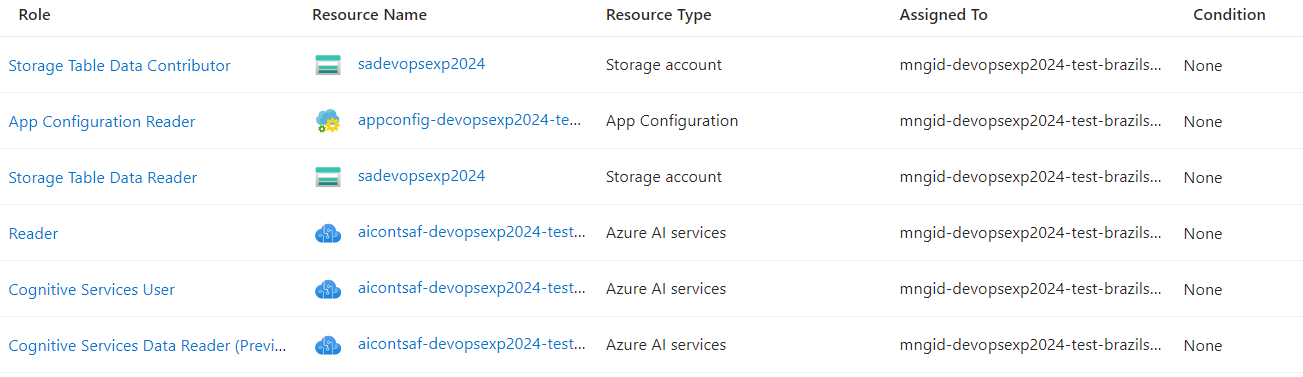 Role Resource Name Resource Type Assigned To Condition
Storage Table Data Contributor sadevopsexp2024 Storage account mngid-devopsexp2024-test-brazils... None
App Configuration Reader appconfig-devopsexp2024-te... App Configuration mngid-devopsexp2024-test-brazils... None
Storage Table Data Reader sadevopsexp2024 Storage account mngid-devopsexp2024-test-brazils... None
Reader aicontsaf-devopsexp2024-test... Azure AI services mngid-devopsexp2024-test-brazils... None
Cognitive Services User aicontsaf-devopsexp2024-test... Azure AI services mngid-devopsexp2024-test-brazils... None
Cognitive Services Data Reader (Previ... aicontsaf-devopsexp2024-test... Azure AI services mngid-devopsexp2024-test-brazils... None